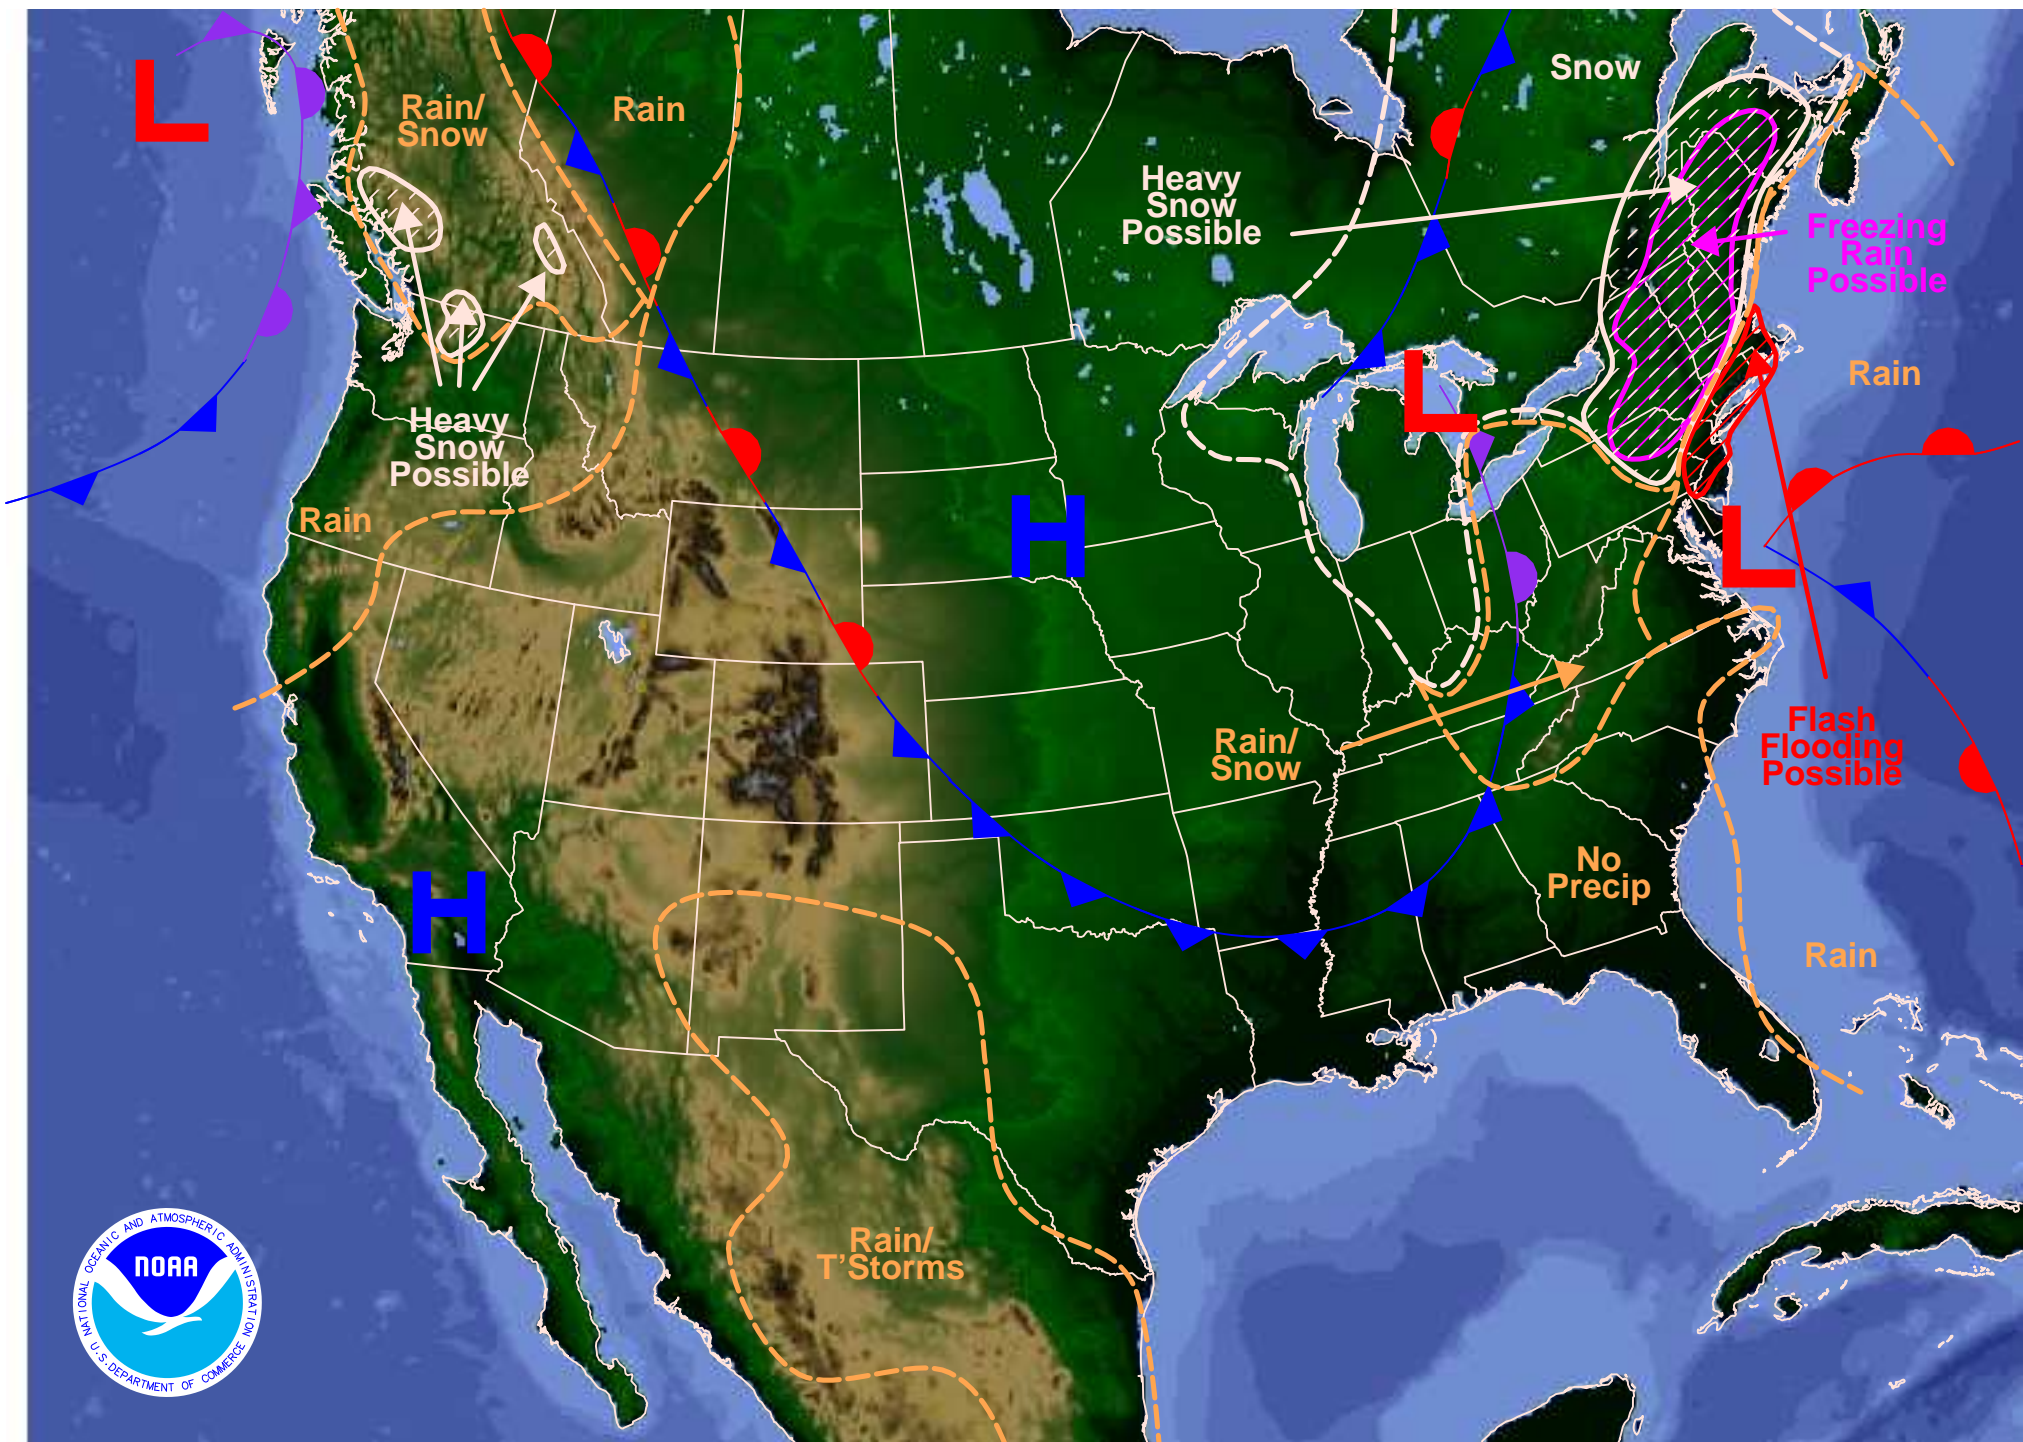 Snow
L
Rain/
Snow
Rain
Heavy
Snow
Possible
Freezing
Rain
Possible
L
Rain
Heavy
Snow
Possible
Rain
H
L
Rain/
Snow
Flash
Flooding
Possible
No
Precip
H
Rain
Rain/
T'Storms
NATIONAL OCEANIC AND ATMOSPHERIC ADMINISTRATION
NOAA
U.S. DEPARTMENT OF COMMERCE